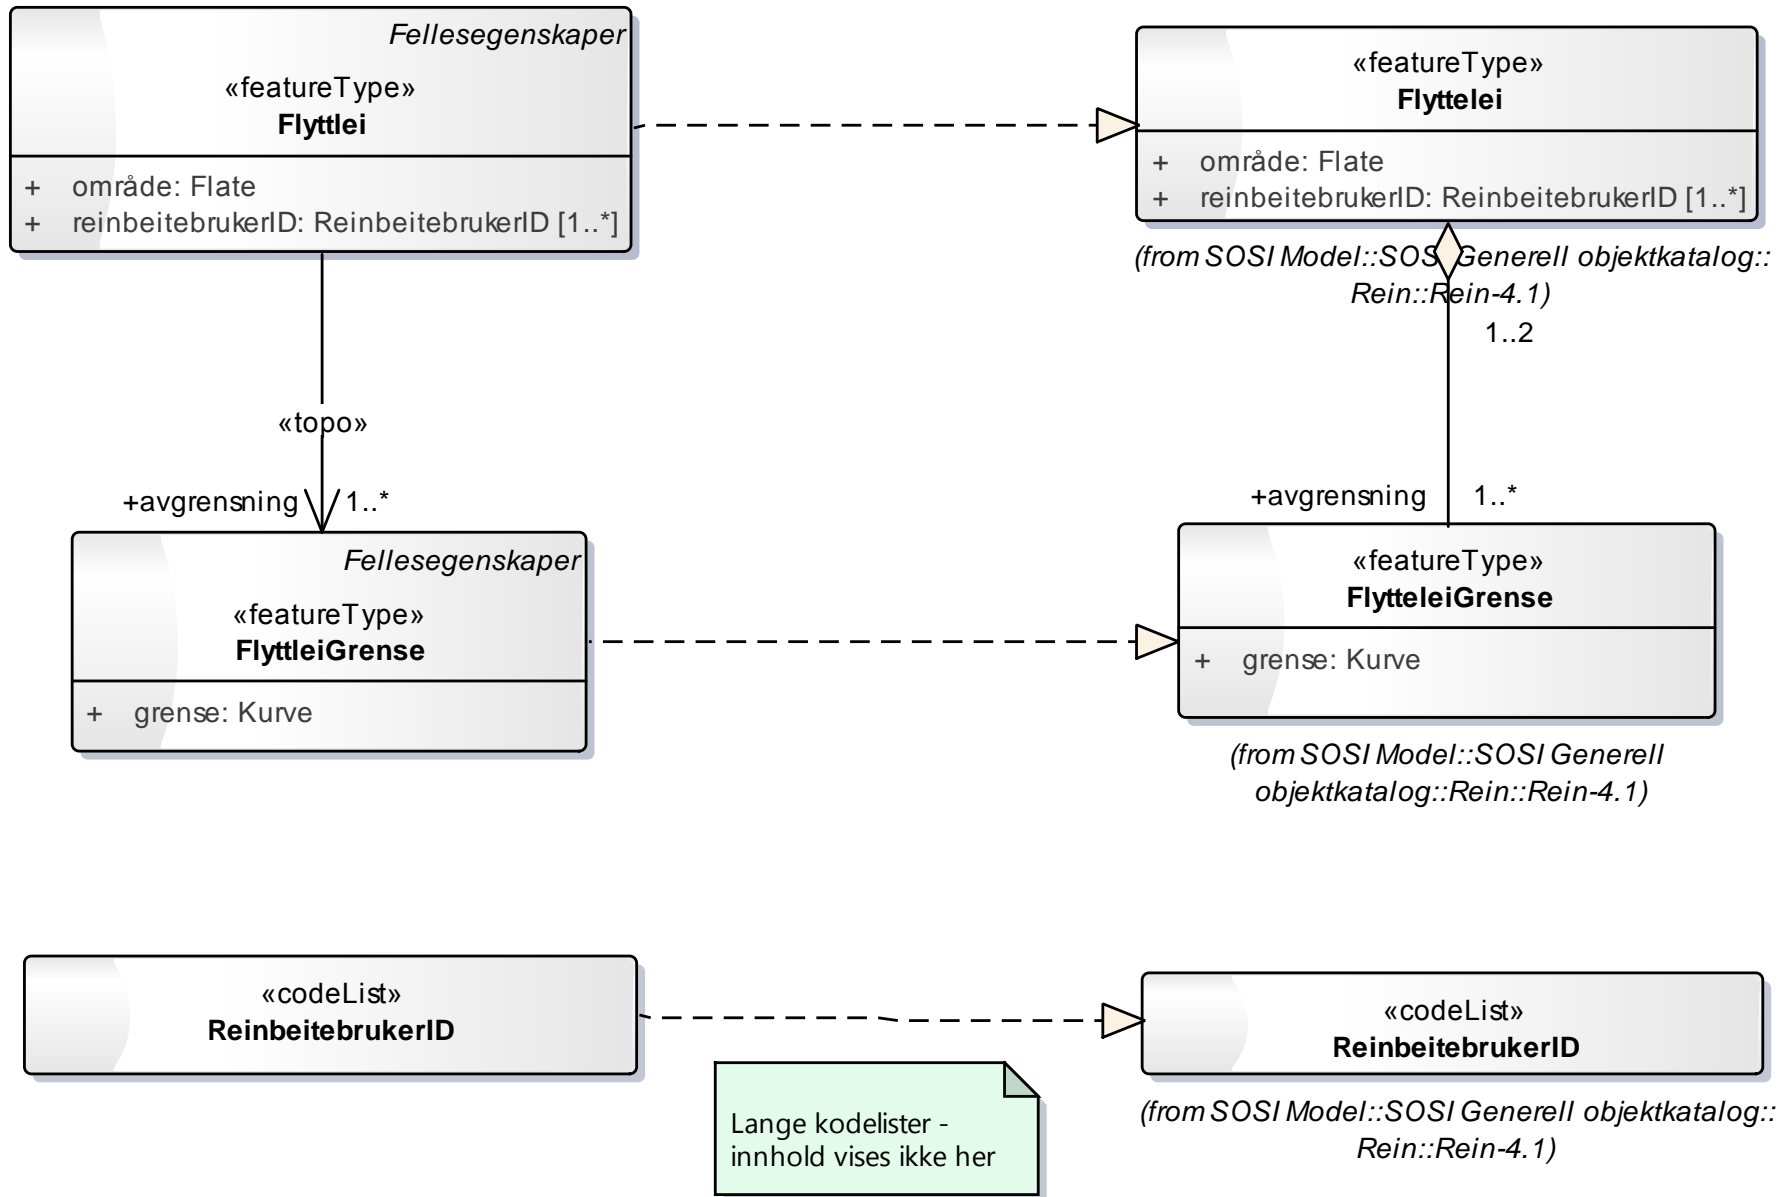 Fellesegenskaper
«featureType»
Flyttlei
+ område: Flate
+ reinbeitebrukerID: ReinbeitebrukerID [1..*]
«featureType»
Flyttelei
+ område: Flate
+ reinbeitebrukerID: ReinbeitebrukerID [1..*]
(from SOSI Model::SOSI Generell objektkatalog::
Rein::Rein-4.1)
1..2
«topo»
+avgrensning 1..*
+avgrensning 1..*
Fellesegenskaper
«featureType»
FlyttleiGrense
+ grense: Kurve
«featureType»
FlytteleiGrense
+ grense: Kurve
(from SOSI Model::SOSI Generell
objektkatalog::Rein::Rein-4.1)
«codeList»
ReinbeitebrukerID
«codeList»
ReinbeitebrukerID
(from SOSI Model::SOSI Generell objektkatalog::
Rein::Rein-4.1)
Lange kodelister -
innhold vises ikke her